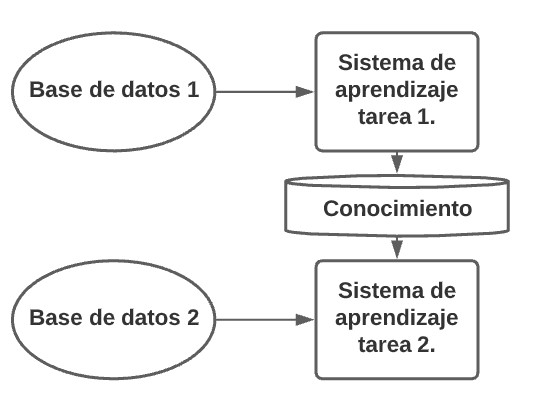 Base de datos 1
Sistema de
aprendizaje
tarea 1.
Conocimiento
Base de datos 2
Sistema de
aprendizaje
tarea 2.